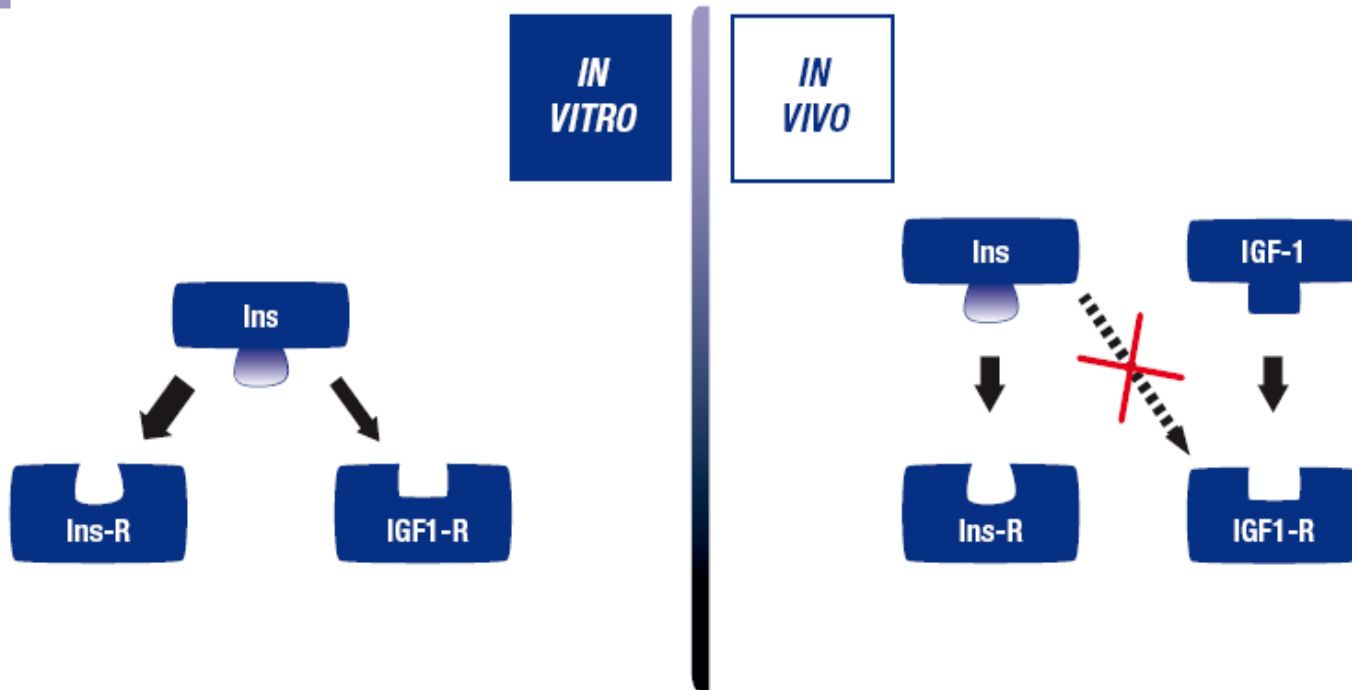 IN
VITRO
IN
VIVO
Ins
Ins-R
IGF1-R
Ins
IGF-1
Ins-R
IGF1-R